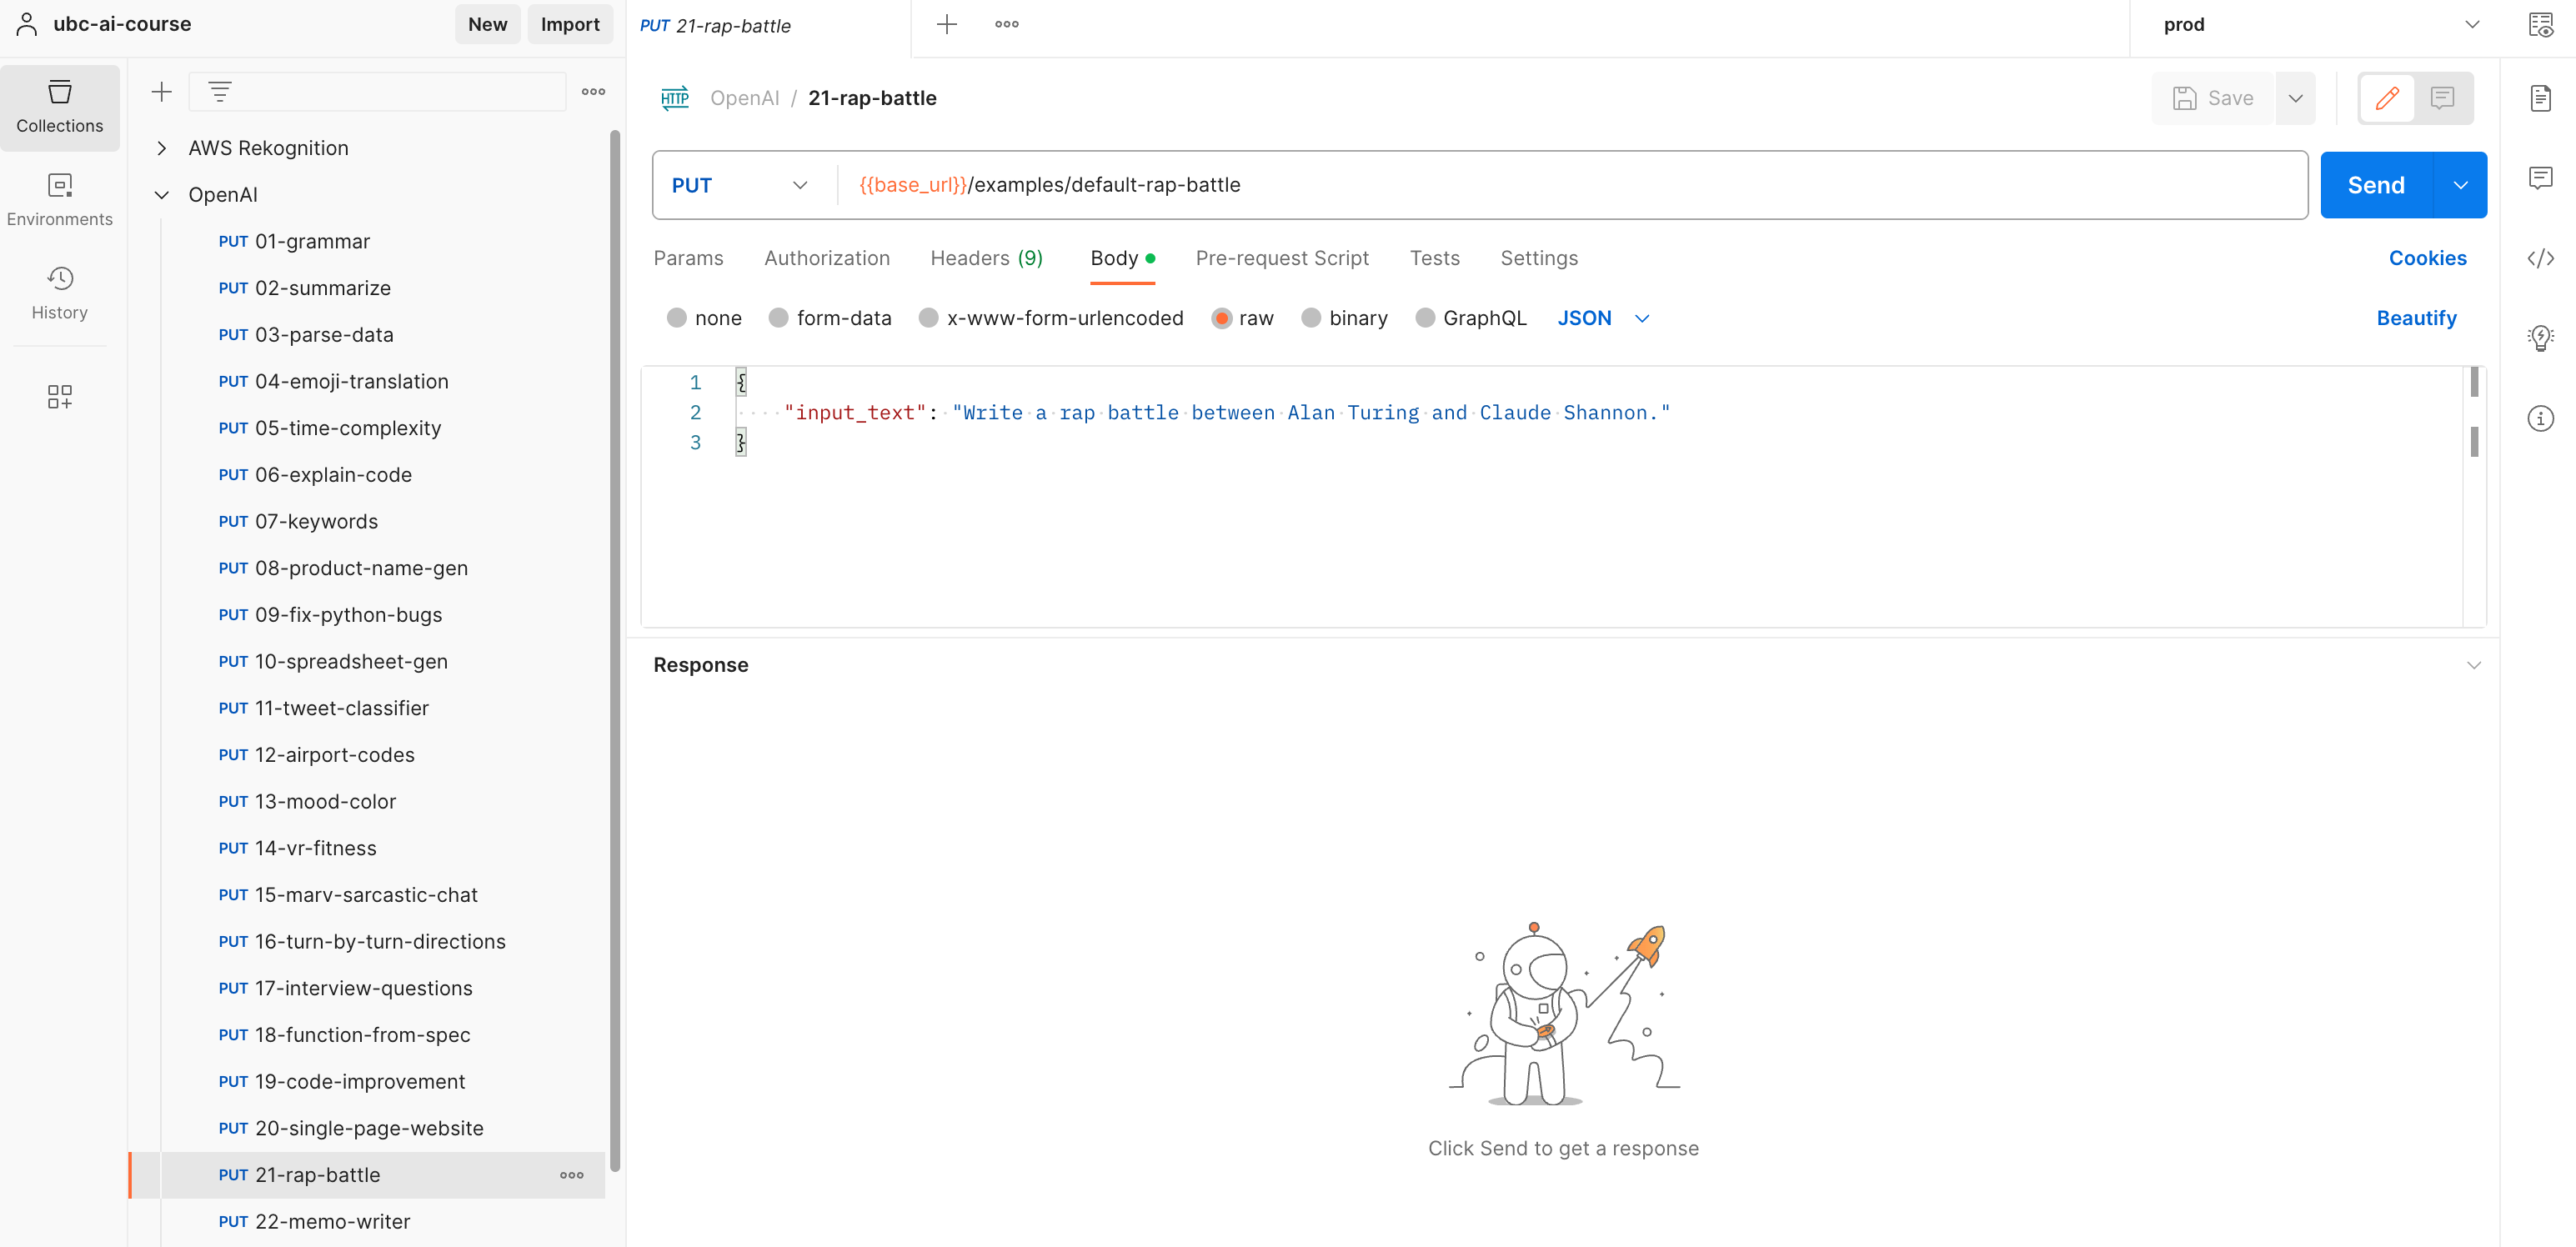 ubc-ai-course
New
Import
PUT 21-rap-battle
prod
Collections
Environments
History
AWS Rekognition
OpenAI
PUT 01-grammar
PUT 02-summarize
PUT 03-parse-data
PUT 04-emoji-translation
PUT 05-time-complexity
PUT 06-explain-code
PUT 07-keywords
PUT 08-product-name-gen
PUT 09-fix-python-bugs
PUT 10-spreadsheet-gen
PUT 11-tweet-classifier
PUT 12-airport-codes
PUT 13-mood-color
PUT 14-vr-fitness
PUT 15-marv-sarcastic-chat
PUT 16-turn-by-turn-directions
PUT 17-interview-questions
PUT 18-function-from-spec
PUT 19-code-improvement
PUT 20-single-page-website
PUT 21-rap-battle
PUT 22-memo-writer
HTTP OpenAI / 21-rap-battle
Save
PUT {{base_url}}/examples/default-rap-battle
Send
Params Authorization Headers (9) Body Pre-request Script Tests Settings Cookies
none form-data x-www-form-urlencoded raw binary GraphQL JSON Beautify
1 {
2 "input_text": "Write a rap battle between Alan Turing and Claude Shannon."
3 }
Response
Click Send to get a response